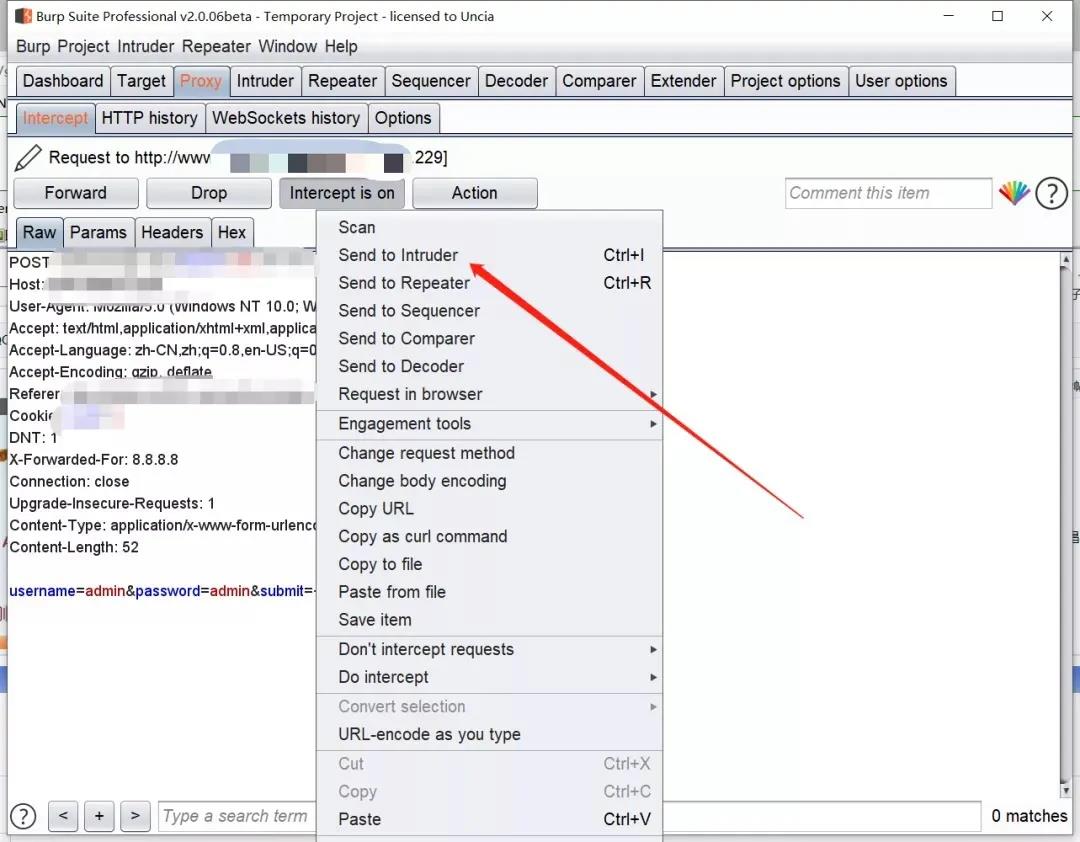 Burp Suite Professional v2.0.06beta - Temporary Project - licensed to Uncia
Burp Project Intruder Repeater Window Help
Dashboard Target Proxy Intruder Repeater Sequencer Decoder Comparer Extender Project options User options
Intercept HTTP history WebSockets history Options
Request to http://www .229]
Forward Drop Intercept is on Action Comment this item ?
Raw Params Headers Hex
POST
Host:
User-Agent: Mozilla/5.0 (Windows NT 10.0; W
Accept: text/html,application/xhtml+xml,applica
Accept-Language: zh-CN,zh;q=0.8,en-US;q=0
Accept-Encoding: gzip, deflate
Referer
Cookie
DNT: 1
X-Forwarded-For: 8.8.8.8
Connection: close
Upgrade-Insecure-Requests: 1
Content-Type: application/x-www-form-urlenco
Content-Length: 52
username=admin&password=admin&submit=
Scan
Send to Intruder Ctrl+I
Send to Repeater Ctrl+R
Send to Sequencer
Send to Comparer
Send to Decoder
Request in browser
Engagement tools
Change request method
Change body encoding
Copy URL
Copy as curl command
Copy to file
Paste from file
Save item
Don't intercept requests
Do intercept
Convert selection
URL-encode as you type
Cut Ctrl+X
Copy Ctrl+C
Paste Ctrl+V
? < + > Type a search term 0 matches